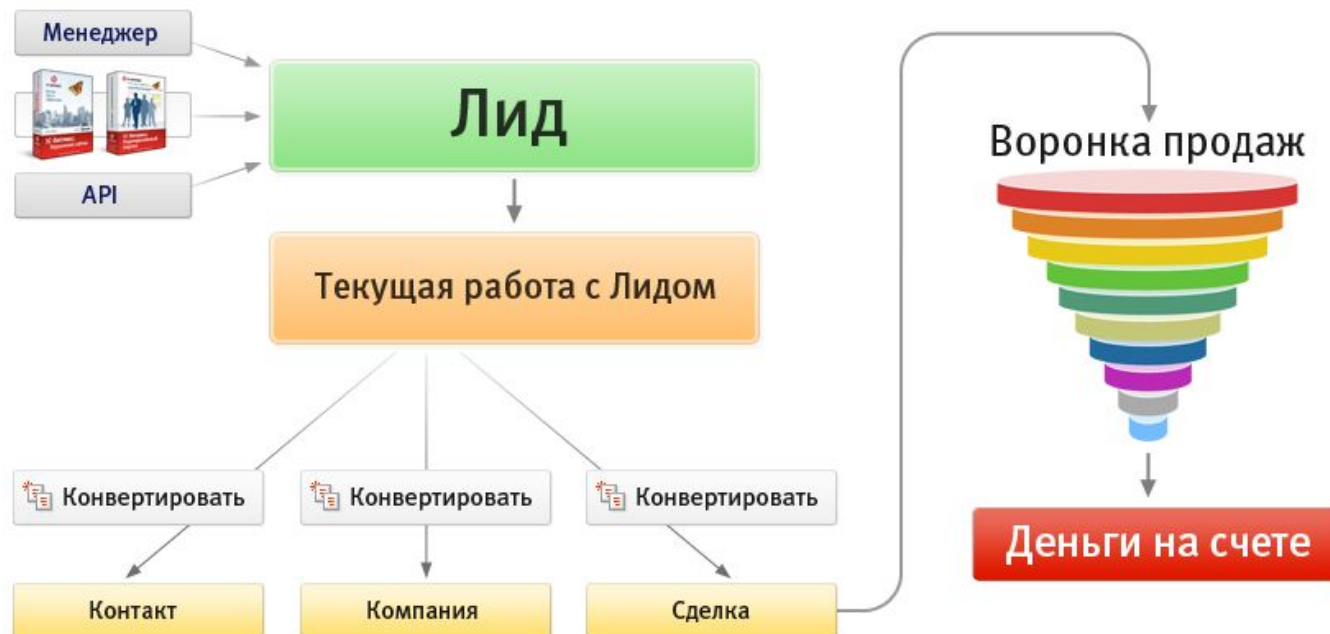 Менеджер
API
Лид
Текущая работа с Лидом
Конвертировать
Конвертировать
Конвертировать
Контакт
Компания
Сделка
Воронка продаж
Деньги на счете